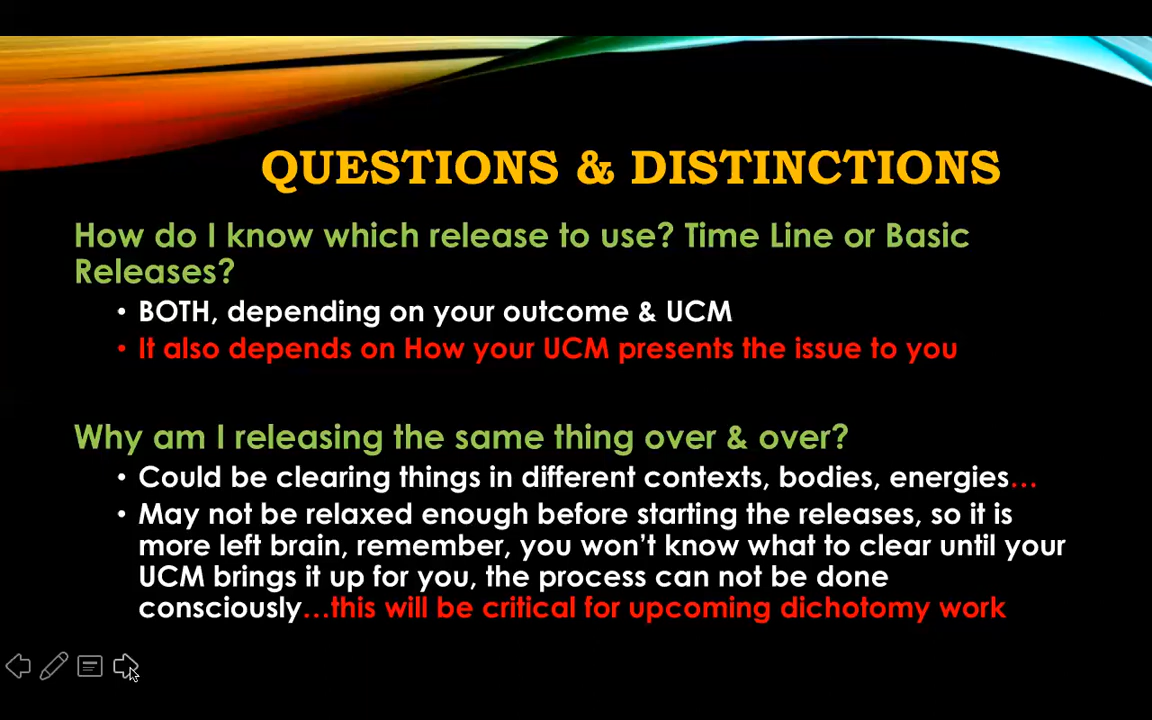 QUESTIONS & DISTINCTIONS
How do I know which release to use? Time Line or Basic
Releases?
• BOTH, depending on your outcome & UCM
• It also depends on How your UCM presents the issue to you
Why am I releasing the same thing over & over?
• Could be clearing things in different contexts, bodies, energies…
• May not be relaxed enough before starting the releases, so it is
more left brain, remember, you won’t know what to clear until your
UCM brings it up for you, the process can not be done
consciously…this will be critical for upcoming dichotomy work